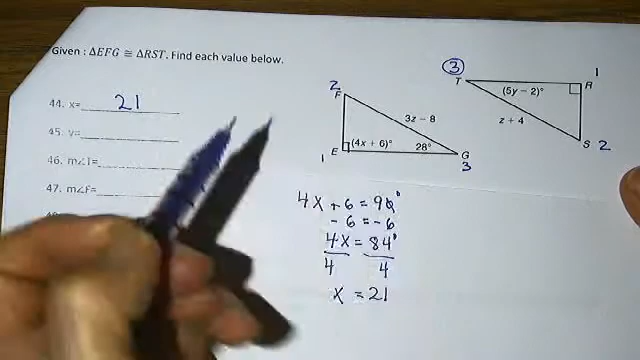 Given : ΔEFG ≅ ΔRST. Find each value below.
44. x= 21
45. y=
46. m∠T=
47. m∠F=
2
F
3z − 8
E
(4x + 6)°
28°
G
1
3
3
T
(5y − 2)°
1
R
z + 4
S 2
4x + 6 = 90°
- 6 = - 6
4x = 84°
4 4
x = 21